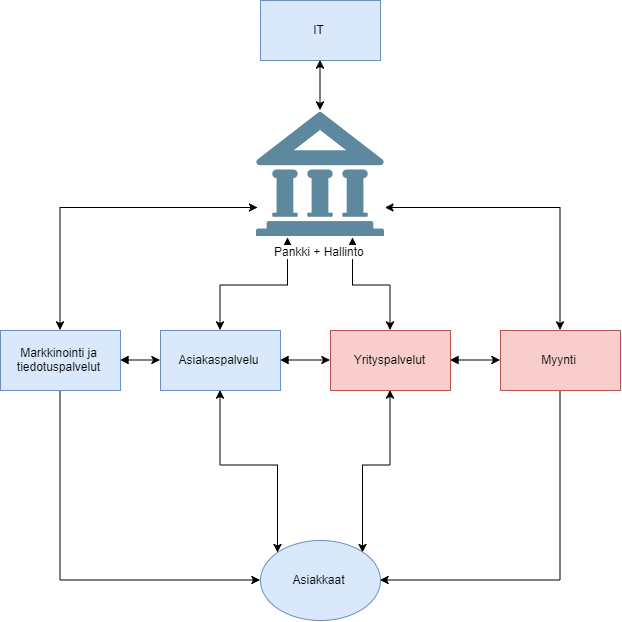 IT
Pankki + Hallinto
Markkinointi ja
tiedotuspalvelut
Asiakaspalvelu
Yrityspalvelut
Myynti
Asiakkaat